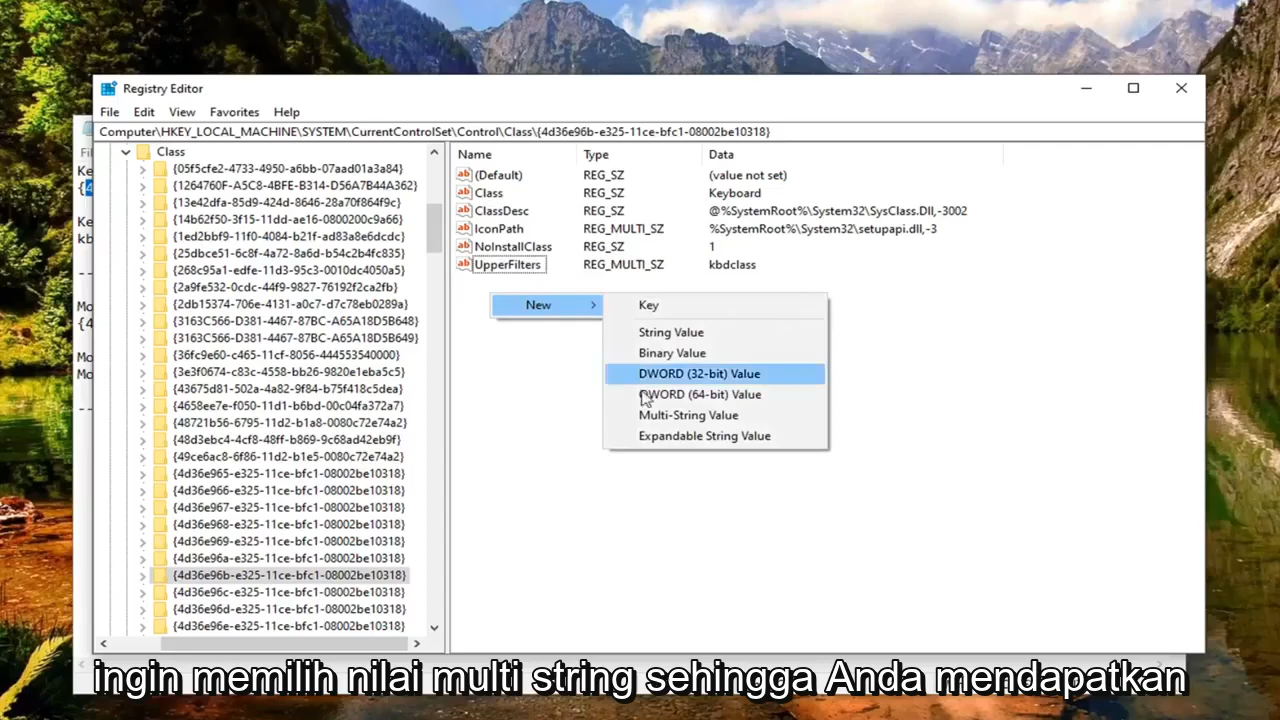 Registry Editor
File Edit View Favorites Help
Computer\HKEY_LOCAL_MACHINE\SYSTEM\CurrentControlSet\Control\Class\{4d36e96b-e325-11ce-bfc1-08002be10318}
Class
{05f5cfe2-4733-4950-a6bb-07aad01a3a84}
{1264760F-A5C8-4BFE-B314-D56A7B44A362}
{13e42dfa-85d9-424d-8646-28a70f864f9c}
{14b62f50-3f15-11dd-ae16-0800200c9a66}
{1ed2bbf9-11f0-4084-b21f-ad83a8e6dcdc}
{25dbce51-6c8f-4a72-8a6d-b54c2b4fc835}
{268c95a1-edfe-11d3-95c3-0010dc4050a5}
{2a9fe532-0cdc-44f9-9827-76192f2ca2fb}
{2db15374-706e-4131-a0c7-d7c78eb0289a}
{3163C566-D381-4467-87BC-A65A18D5B648}
{3163C566-D381-4467-87BC-A65A18D5B649}
{36fc9e60-c465-11cf-8056-444553540000}
{3e3f0674-c83c-4558-bb26-9820e1eba5c5}
{43675d81-502a-4a82-9f84-b75f418c5dea}
{4658ee7e-f050-11d1-b6bd-00c04fa372a7}
{48721b56-6795-11d2-b1a8-0080c72e74a2}
{48d3ebc4-4cf8-48ff-b869-9c68ad42eb9f}
{49ce6ac8-6f86-11d2-b1e5-0080c72e74a2}
{4d36e965-e325-11ce-bfc1-08002be10318}
{4d36e966-e325-11ce-bfc1-08002be10318}
{4d36e967-e325-11ce-bfc1-08002be10318}
{4d36e968-e325-11ce-bfc1-08002be10318}
{4d36e969-e325-11ce-bfc1-08002be10318}
{4d36e96a-e325-11ce-bfc1-08002be10318}
{4d36e96b-e325-11ce-bfc1-08002be10318}
{4d36e96c-e325-11ce-bfc1-08002be10318}
{4d36e96d-e325-11ce-bfc1-08002be10318}
{4d36e96e-e325-11ce-bfc1-08002be10318}
Name Type Data
(Default) REG_SZ (value not set)
Class REG_SZ Keyboard
ClassDesc REG_SZ @%SystemRoot%\System32\SysClass.Dll,-3002
IconPath REG_MULTI_SZ %SystemRoot%\System32\setupapi.dll,-3
NoInstallClass REG_SZ 1
UpperFilters REG_MULTI_SZ kbdclass
New
Key
String Value
Binary Value
DWORD (32-bit) Value
QWORD (64-bit) Value
Multi-String Value
Expandable String Value
ingin memilih nilai multi string sehingga Anda mendapatkan